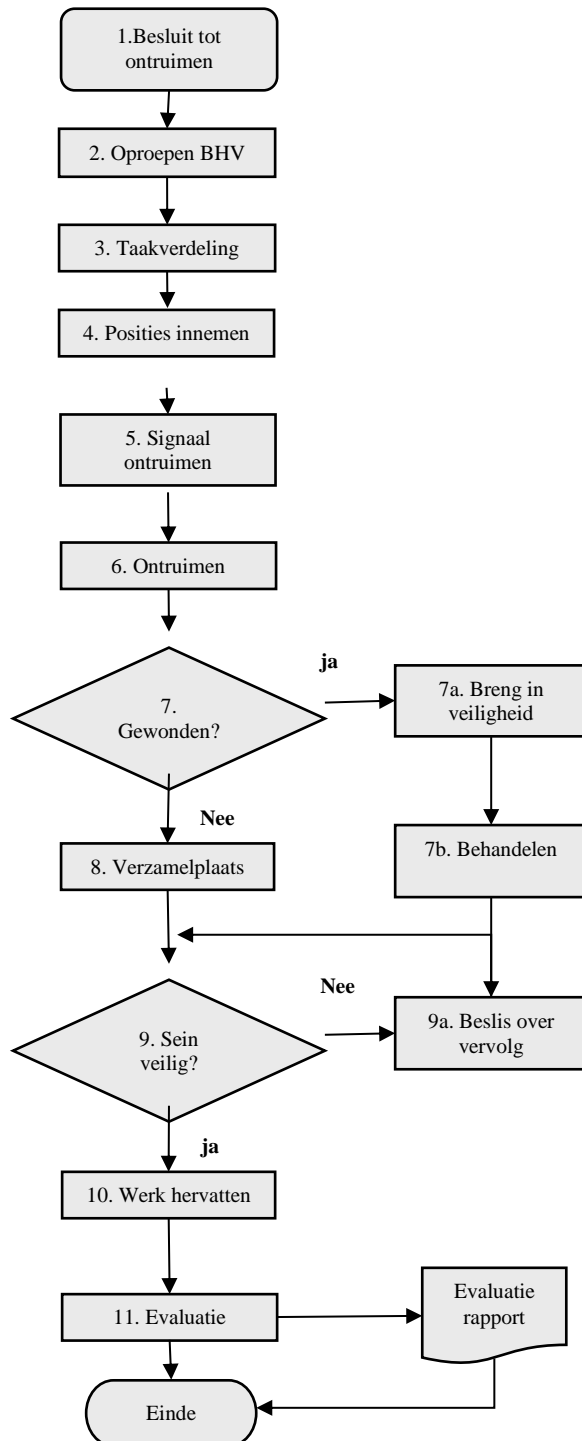 1.Besluit tot
ontruimen
2. Oproepen BHV
3. Taakverdeling
4. Posities innemen
5. Signaal
ontruimen
6. Ontruimen
ja
7.
Gewonden?
7a. Breng in
veiligheid
Nee
8. Verzamelplaats
7b. Behandelen
Nee
9. Sein
veilig?
9a. Beslis over
vervolg
ja
10. Werk hervatten
11. Evaluatie
Evaluatie
rapport
Einde